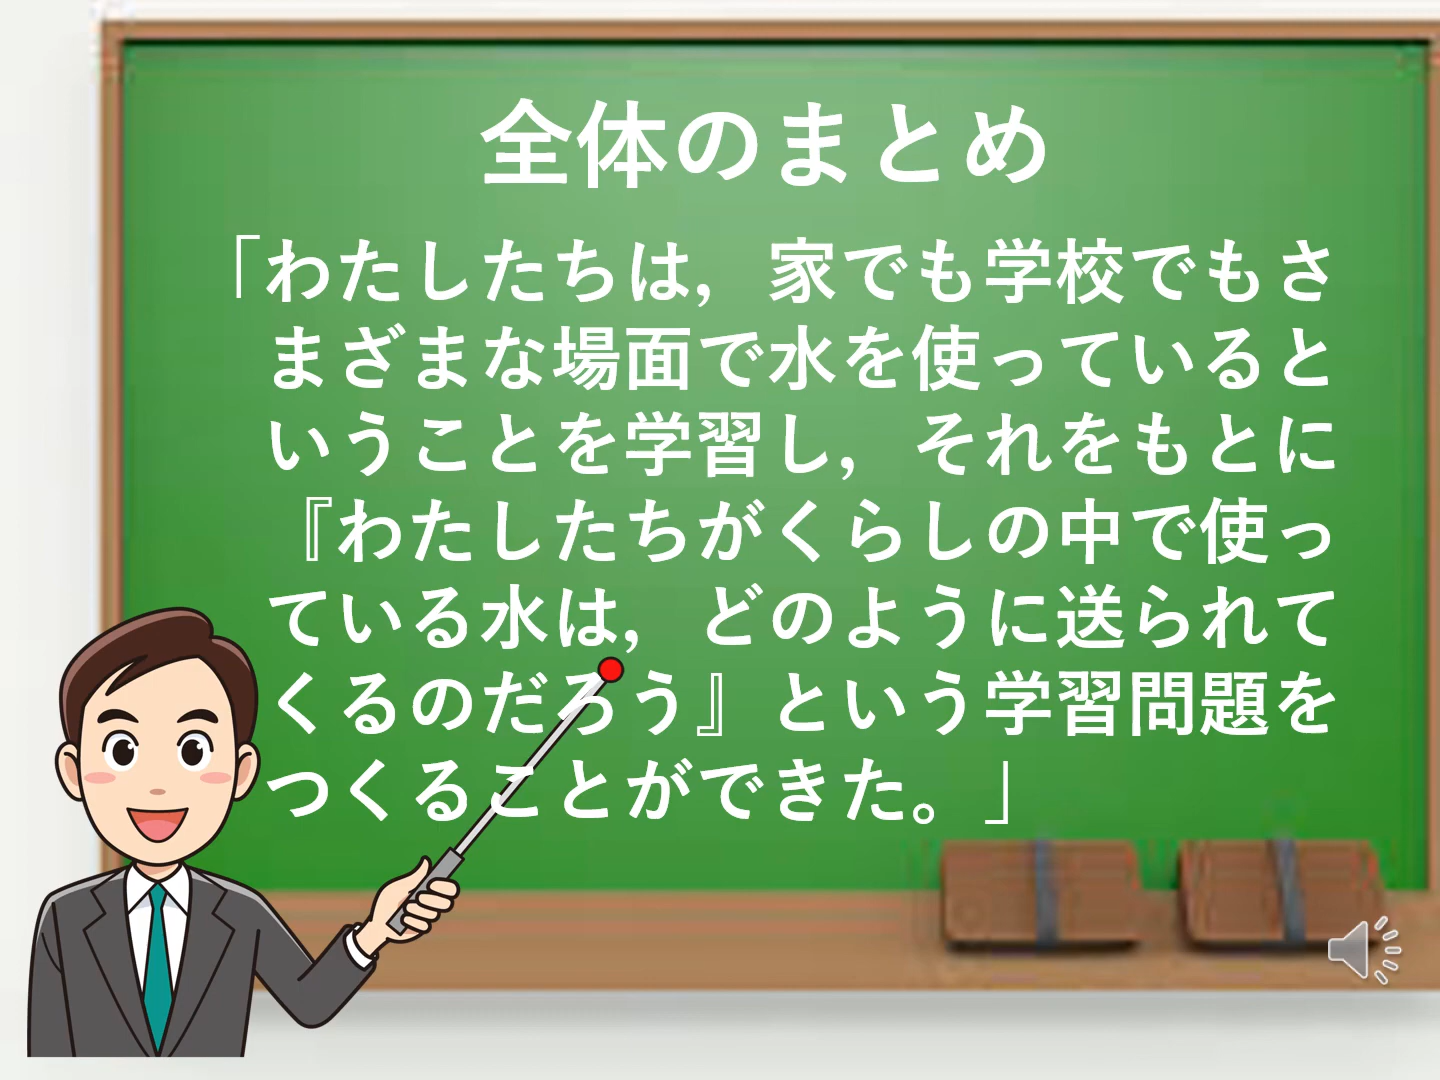 全体のまとめ
「わたしたちは，家でも学校でもさ
まざまな場面で水を使っていると
いうことを学習し，それをもとに
『わたしたちがくらしの中で使っ
ている水は，どのように送られて
くるのだろう』という学習問題を
つくることができた。」